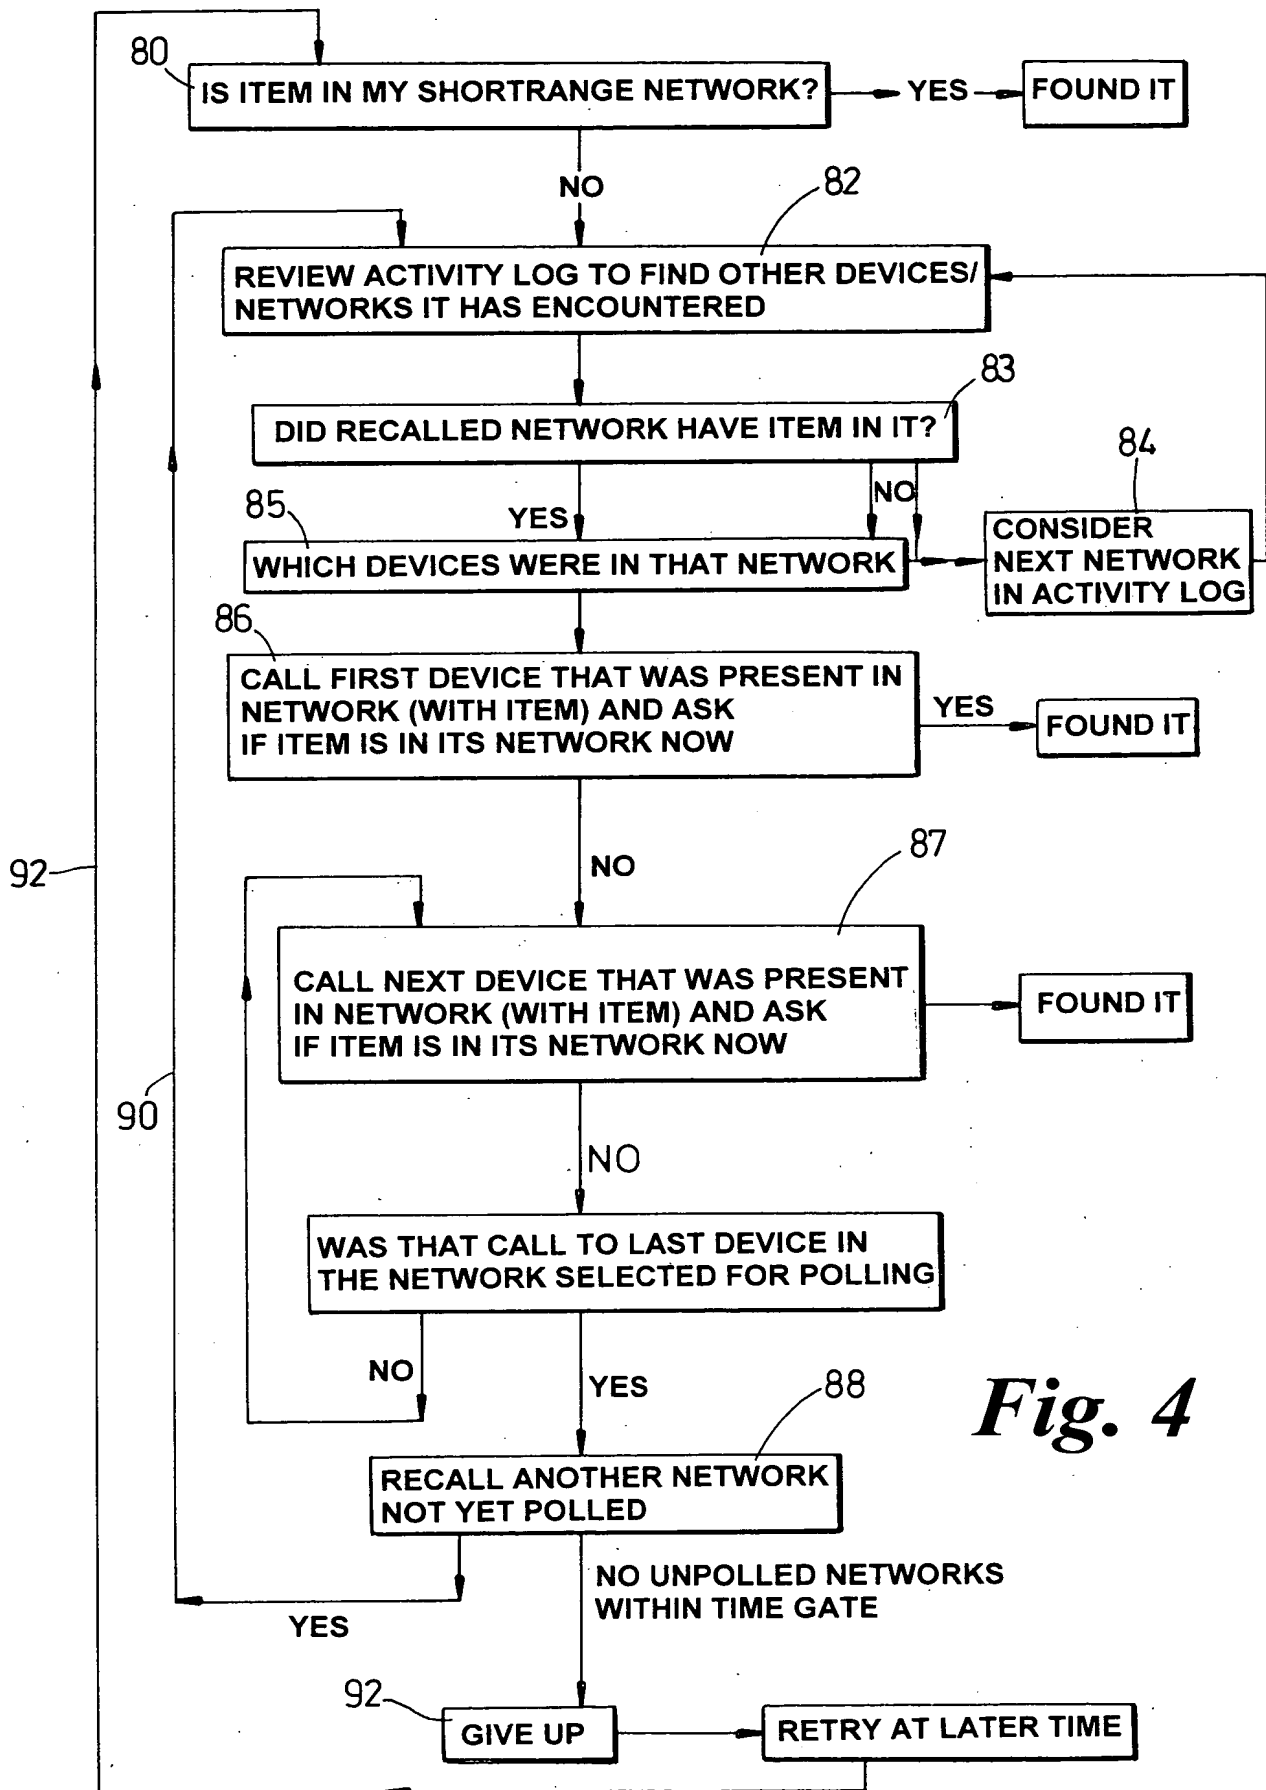 80
IS ITEM IN MY SHORTRANGE NETWORK?
YES
FOUND IT
NO
82
REVIEW ACTIVITY LOG TO FIND OTHER DEVICES/
NETWORKS IT HAS ENCOUNTERED
83
DID RECALLED NETWORK HAVE ITEM IN IT?
84
NO
85
YES
WHICH DEVICES WERE IN THAT NETWORK
CONSIDER
NEXT NETWORK
IN ACTIVITY LOG
86
CALL FIRST DEVICE THAT WAS PRESENT IN
NETWORK (WITH ITEM) AND ASK
IF ITEM IS IN ITS NETWORK NOW
YES
FOUND IT
NO
87
92
CALL NEXT DEVICE THAT WAS PRESENT
IN NETWORK (WITH ITEM) AND ASK
IF ITEM IS IN ITS NETWORK NOW
FOUND IT
90
NO
WAS THAT CALL TO LAST DEVICE IN
THE NETWORK SELECTED FOR POLLING
NO
YES
88
Fig. 4
RECALL ANOTHER NETWORK
NOT YET POLLED
NO UNPOLLED NETWORKS
WITHIN TIME GATE
YES
92
GIVE UP
RETRY AT LATER TIME